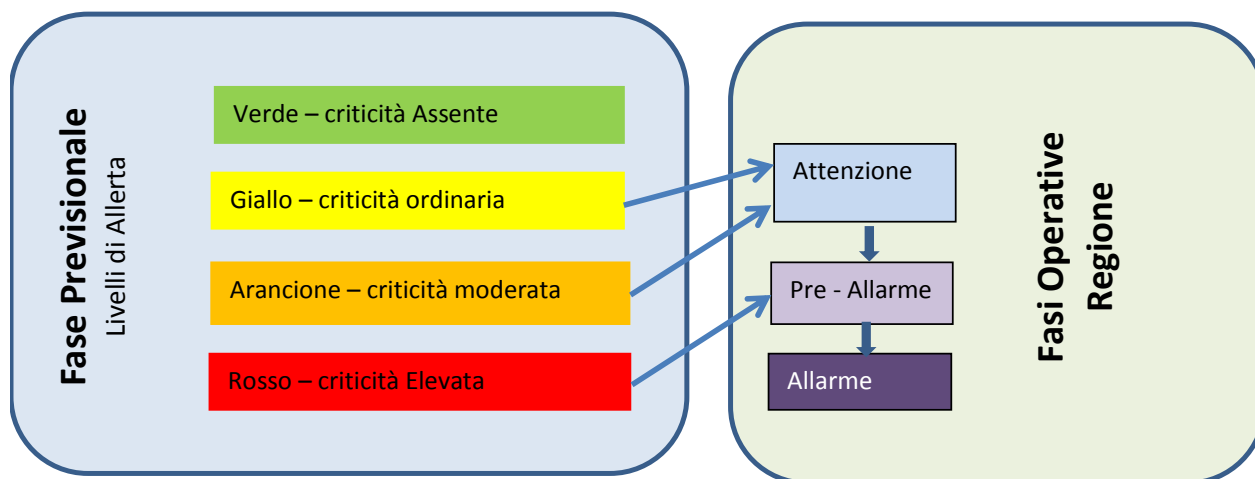 Fase Previsionale
Livelli di Allerta
Verde – criticità Assente
Giallo – criticità ordinaria
Arancione – criticità moderata
Rosso – criticità Elevata
Attenzione
Pre - Allarme
Allarme
Fasi Operative
Regione